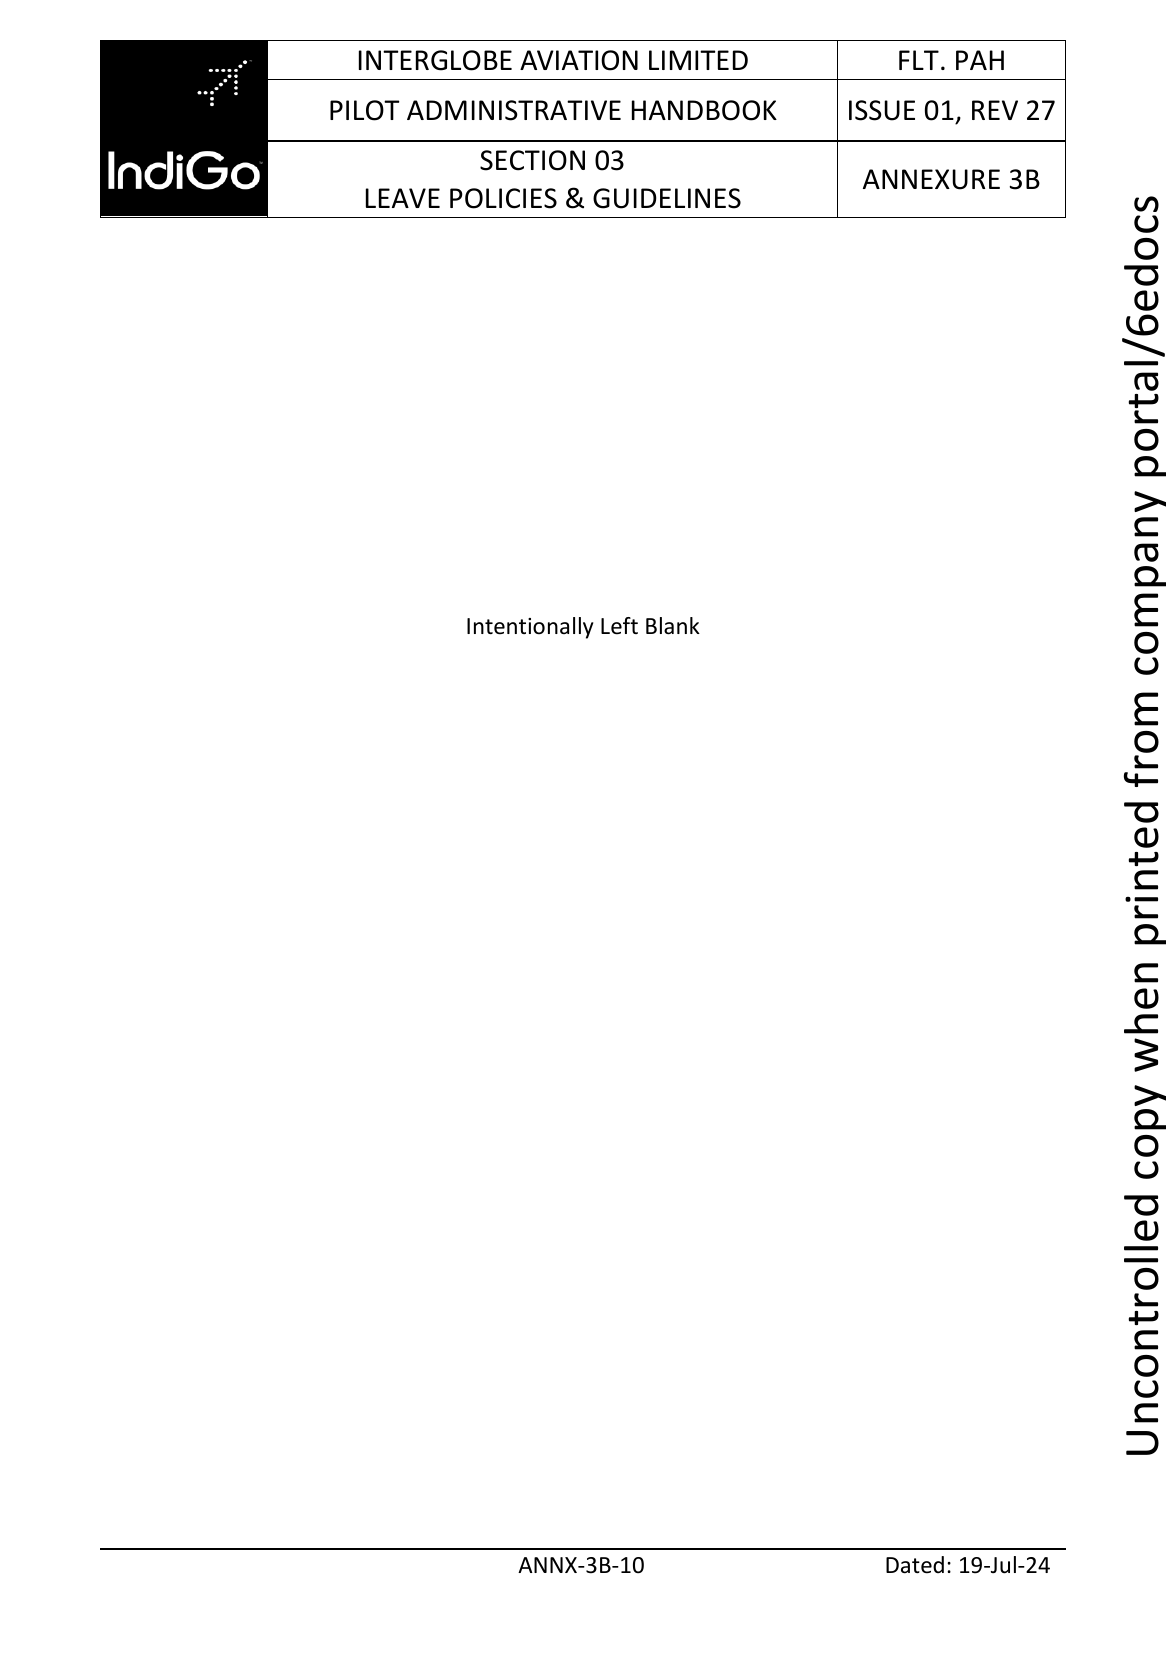 IndiGo
INTERGLOBE AVIATION LIMITED
FLT. PAH
PILOT ADMINISTRATIVE HANDBOOK
ISSUE 01, REV 27
SECTION 03
LEAVE POLICIES & GUIDELINES
ANNEXURE 3B
Intentionally Left Blank
Uncontrolled copy when printed from company portal/6edocs
ANNX-3B-10
Dated: 19-Jul-24